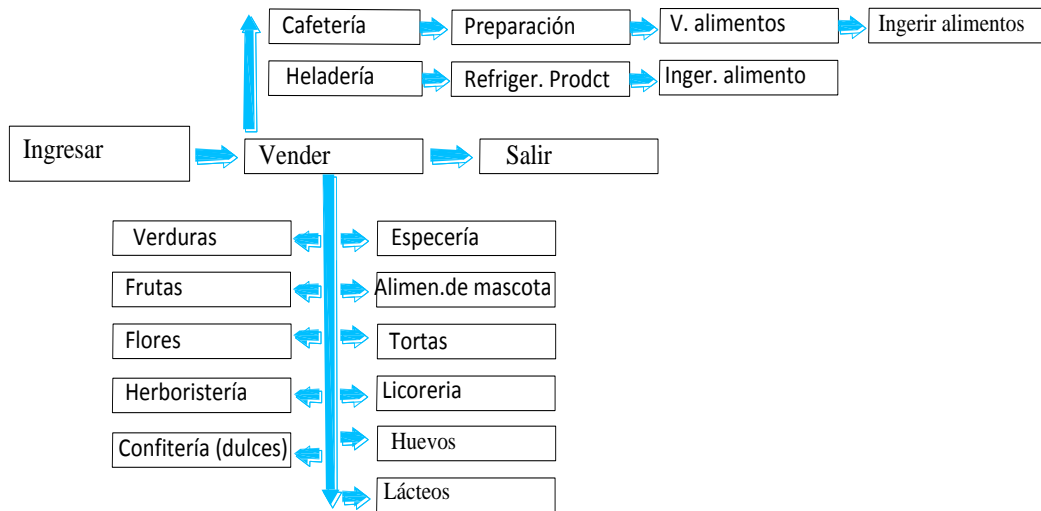 Cafetería
Preparación
V. alimentos
Ingerir alimentos
Heladería
Refriger. Prodct
Inger. alimento
Ingresar
Vender
Salir
Verduras
Especería
Frutas
Alimen.de mascota
Flores
Tortas
Herboristería
Licoreria
Confitería (dulces)
Huevos
Lácteos